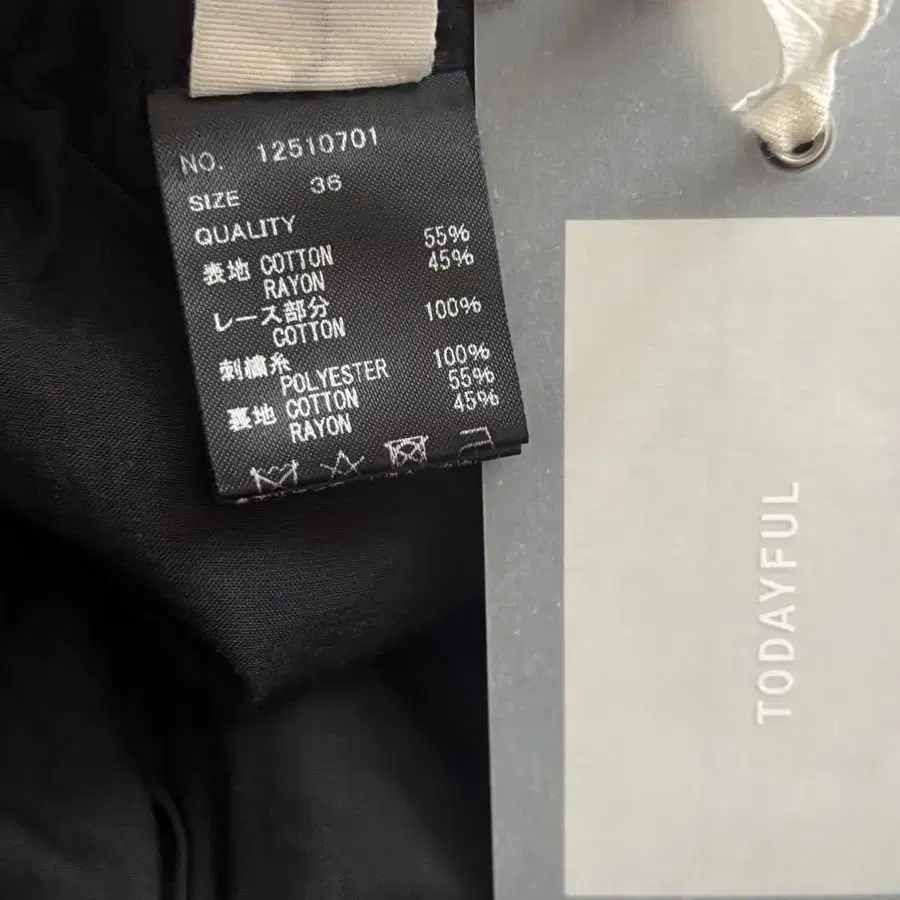 NO. 12510701
SIZE 36
QUALITY
表地 COTTON 55%
RAYON 45%
レース部分
COTTON 100%
刺繍糸
POLYESTER 100%
裏地 COTTON 55%
RAYON 45%
TODAYFUL